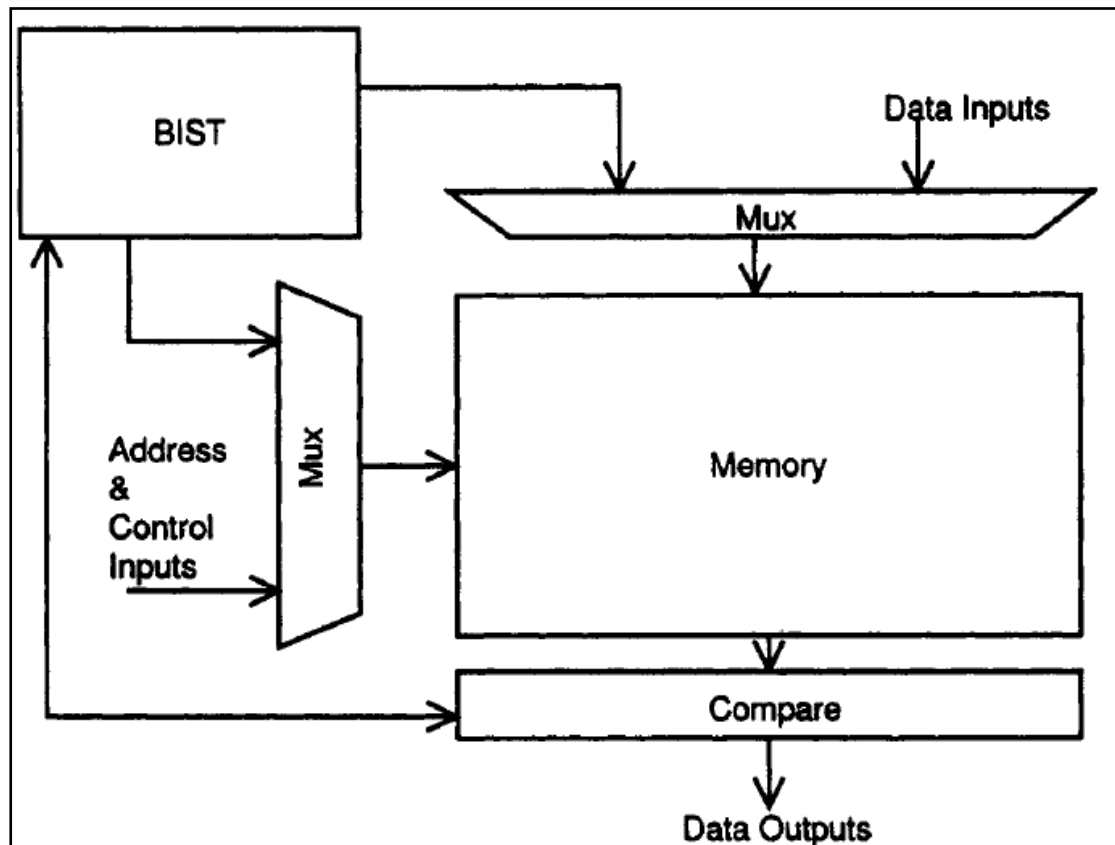 BIST
Data Inputs
Mux
Address
&
Control
Inputs
Mux
Memory
Compare
Data Outputs